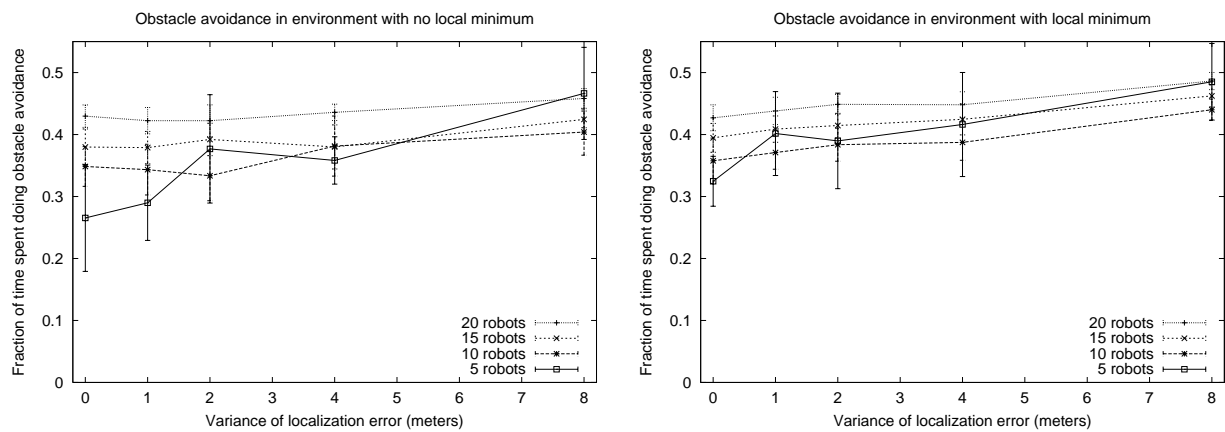 Obstacle avoidance in environment with no local minimum
Fraction of time spent doing obstacle avoidance
0.5
0.4
0.3
0.2
0.1
0
20 robots
15 robots
10 robots
5 robots
0 1 2 3 4 5 6 7 8
Variance of localization error (meters)
Obstacle avoidance in environment with local minimum
Fraction of time spent doing obstacle avoidance
0.5
0.4
0.3
0.2
0.1
0
20 robots
15 robots
10 robots
5 robots
0 1 2 3 4 5 6 7 8
Variance of localization error (meters)